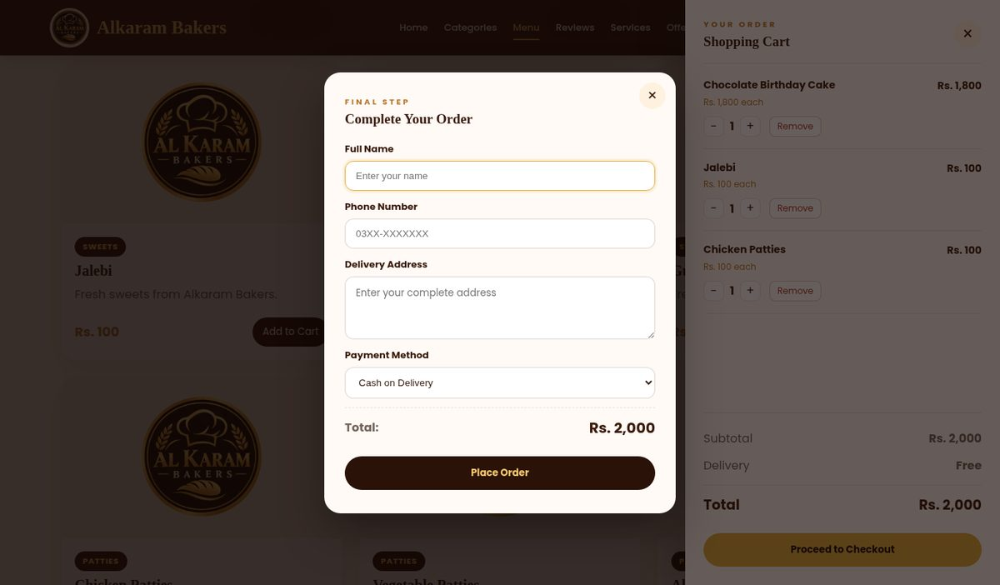 AL KARAM
BAKERS
Alkaram Bakers
Home Categories Menu Reviews Services Offe
YOUR ORDER
Shopping Cart
×
Chocolate Birthday Cake Rs. 1,800
Rs. 1,800 each
- 1 + Remove
Jalebi Rs. 100
Rs. 100 each
- 1 + Remove
Chicken Patties Rs. 100
Rs. 100 each
- 1 + Remove
Subtotal Rs. 2,000
Delivery Free
Total Rs. 2,000
Proceed to Checkout
FINAL STEP
Complete Your Order
×
Full Name
Enter your name
Phone Number
03XX-XXXXXXX
Delivery Address
Enter your complete address
Payment Method
Cash on Delivery
Total: Rs. 2,000
Place Order
AL KARAM
BAKERS
SWEETS
Jalebi
Fresh sweets from Alkaram Bakers.
Rs. 100 Add to Cart
AL KARAM
BAKERS
PATTIES
Chicken Patties
PATTIES
Vegetable Patties